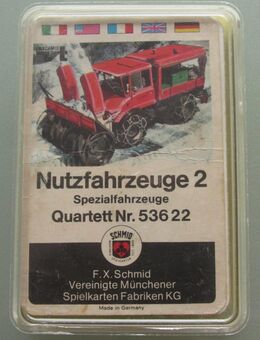 Nutzfahrzeuge 2
Spezialfahrzeuge
Quartett Nr. 536 22
SCHMID
F. X. Schmid
Vereinigte Münchener
Spielkarten Fabriken KG
Made in Germany